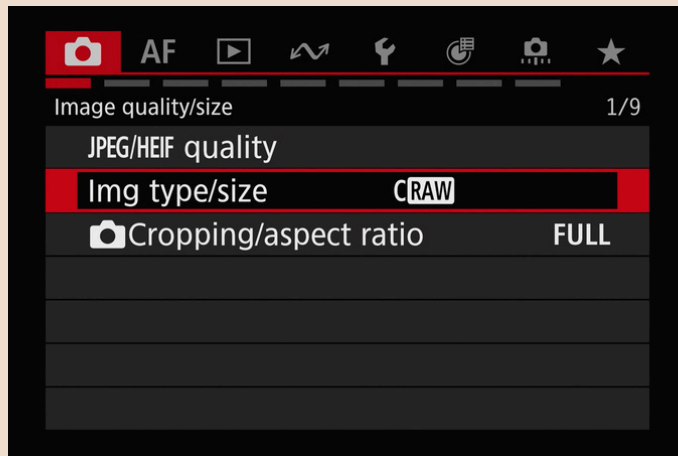 AF
Image quality/size 1/9
JPEG/HEIF quality
Img type/size CRAW
Cropping/aspect ratio FULL